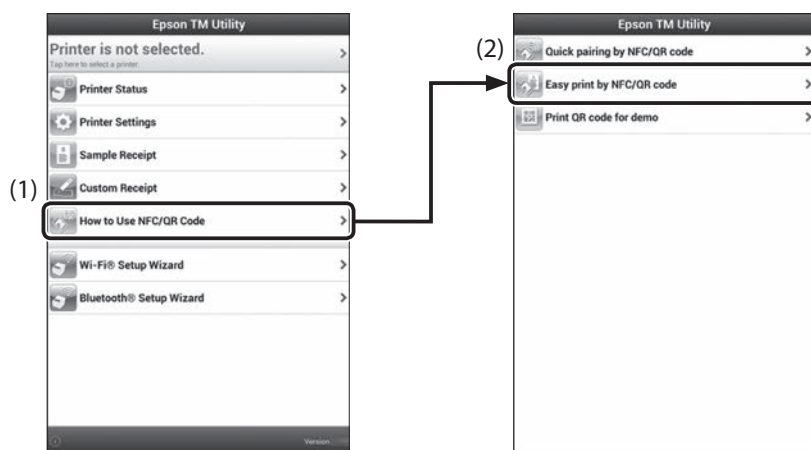 Epson TM Utility
Printer is not selected.
Tap here to select a printer.
Printer Status
Printer Settings
Sample Receipt
(1)
Custom Receipt
How to Use NFC/QR Code
Wi-Fi® Setup Wizard
Bluetooth® Setup Wizard
Version
Epson TM Utility
(2)
Quick pairing by NFC/QR code
Easy print by NFC/QR code
Print QR code for demo